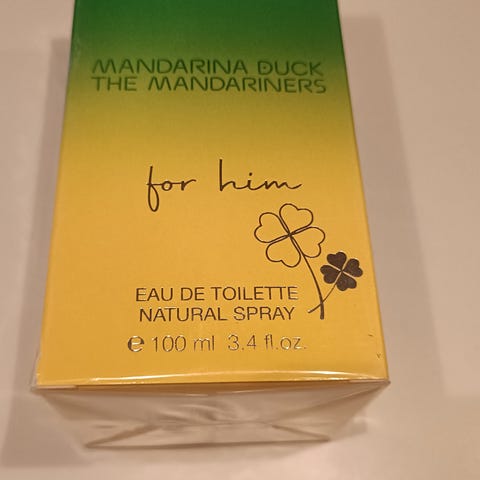 MANDARINA DUCK
THE MANDARINERS
for him
EAU DE TOILETTE
NATURAL SPRAY
℮ 100 ml 3.4 fl.oz.